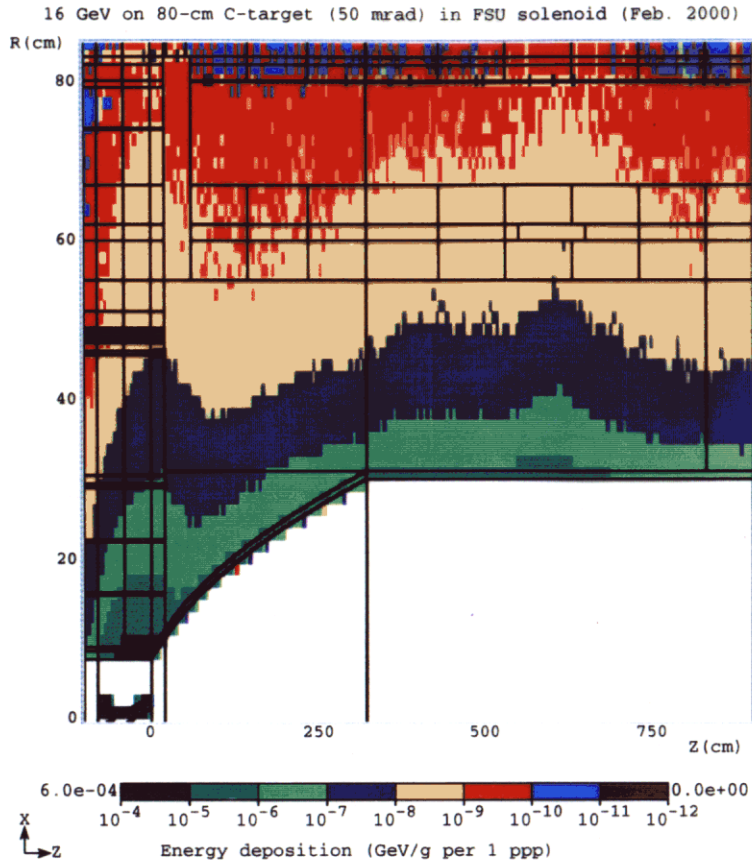 16 GeV on 80-cm C-target (50 mrad) in FSU solenoid (Feb. 2000)
R(cm)
80
60
40
20
0
0 250 500 750
Z(cm)
6.0e-04 0.0e+00
10⁻⁴ 10⁻⁵ 10⁻⁶ 10⁻⁷ 10⁻⁸ 10⁻⁹ 10⁻¹⁰ 10⁻¹¹ 10⁻¹²
X
Z
Energy deposition (GeV/g per 1 ppp)